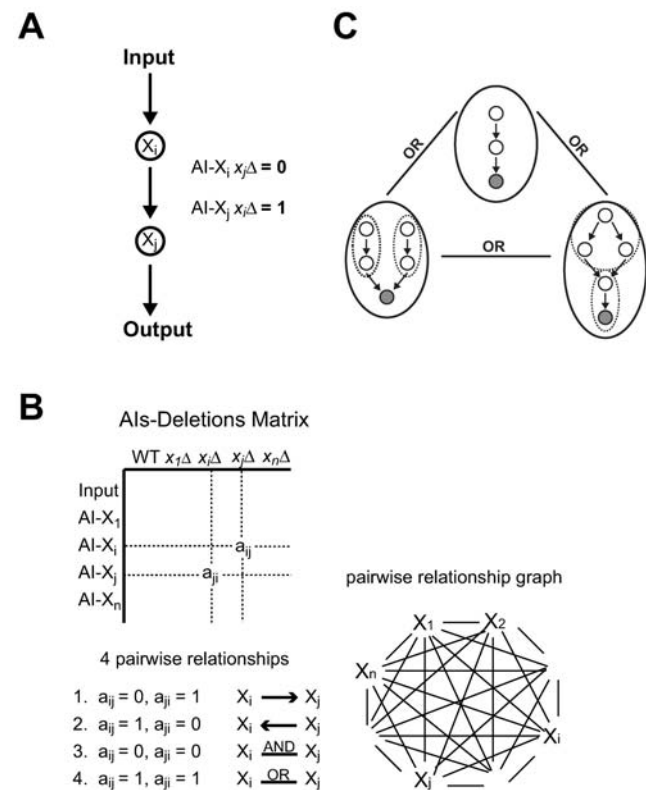 A
Input
Xi
AI-Xi xjΔ = 0
AI-Xj xiΔ = 1
Xj
Output
C
OR
OR
OR
B
AIs-Deletions Matrix
WT x1Δ xiΔ xjΔ xnΔ
Input
AI-X1
AI-Xi
aij
AI-Xj
aji
AI-Xn
4 pairwise relationships
1. aij = 0, aji = 1 Xi → Xj
2. aij = 1, aji = 0 Xi ← Xj
3. aij = 0, aji = 0 Xi AND Xj
4. aij = 1, aji = 1 Xi OR Xj
pairwise relationship graph
X1
X2
Xn
Xi
Xj